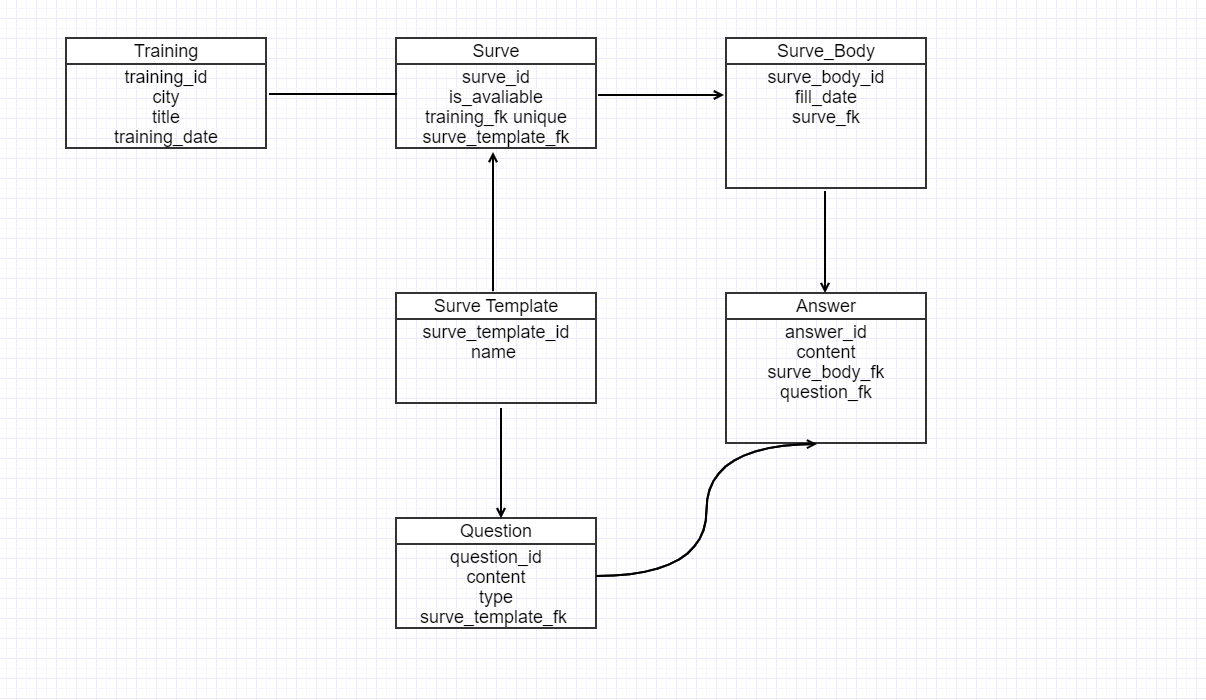 Training
training_id
city
title
training_date
Surve
surve_id
is_avaliable
training_fk unique
surve_template_fk
Surve_Body
surve_body_id
fill_date
surve_fk
Surve Template
surve_template_id
name
Answer
answer_id
content
surve_body_fk
question_fk
Question
question_id
content
type
surve_template_fk